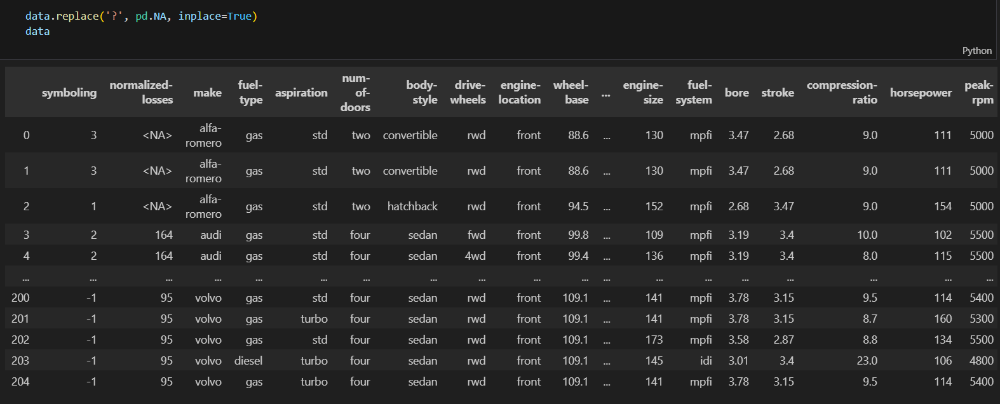 data.replace('?', pd.NA, inplace=True)
data
Python
symboling normalized-losses make fuel-type aspiration num-of-doors body-style drive-wheels engine-location wheel-base ... engine-size fuel-system bore stroke compression-ratio horsepower peak-rpm
0 3 <NA> alfa-romero gas std two convertible rwd front 88.6 ... 130 mpfi 3.47 2.68 9.0 111 5000
1 3 <NA> alfa-romero gas std two convertible rwd front 88.6 ... 130 mpfi 3.47 2.68 9.0 111 5000
2 1 <NA> alfa-romero gas std two hatchback rwd front 94.5 ... 152 mpfi 2.68 3.47 9.0 154 5000
3 2 164 audi gas std four sedan fwd front 99.8 ... 109 mpfi 3.19 3.4 10.0 102 5500
4 2 164 audi gas std four sedan 4wd front 99.4 ... 136 mpfi 3.19 3.4 8.0 115 5500
... ... ... ... ... ... ... ... ... ... ... ... ... ... ... ... ... ... ...
200 -1 95 volvo gas std four sedan rwd front 109.1 ... 141 mpfi 3.78 3.15 9.5 114 5400
201 -1 95 volvo gas turbo four sedan rwd front 109.1 ... 141 mpfi 3.78 3.15 8.7 160 5300
202 -1 95 volvo gas std four sedan rwd front 109.1 ... 173 mpfi 3.58 2.87 8.8 134 5500
203 -1 95 volvo diesel turbo four sedan rwd front 109.1 ... 145 idi 3.01 3.4 23.0 106 4800
204 -1 95 volvo gas turbo four sedan rwd front 109.1 ... 141 mpfi 3.78 3.15 9.5 114 5400